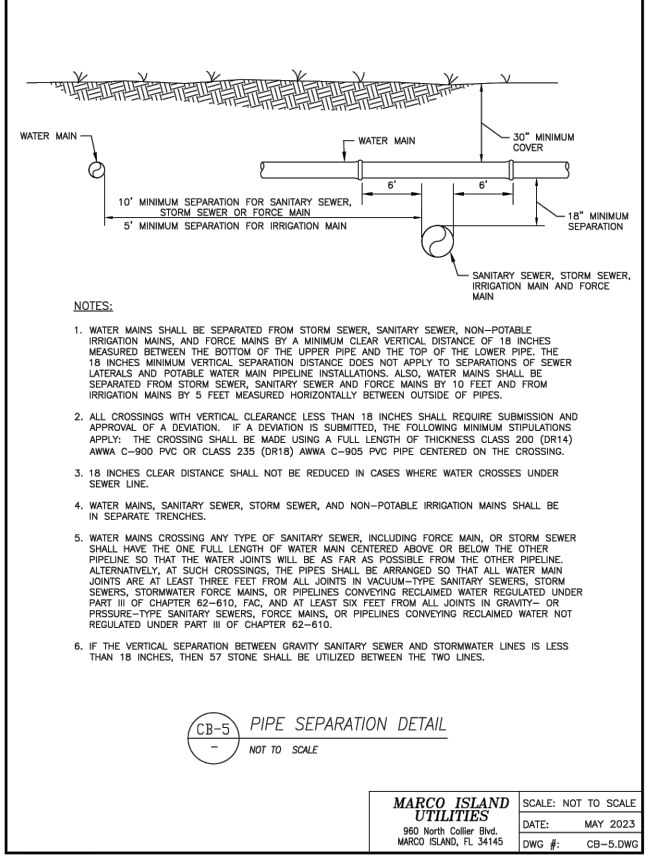 WATER MAIN
WATER MAIN
30" MINIMUM
COVER
6'
6'
10' MINIMUM SEPARATION FOR SANITARY SEWER,
STORM SEWER OR FORCE MAIN
5' MINIMUM SEPARATION FOR IRRIGATION MAIN
18" MINIMUM
SEPARATION
SANITARY SEWER, STORM SEWER,
IRRIGATION MAIN AND FORCE
MAIN
NOTES:
1. WATER MAINS SHALL BE SEPARATED FROM STORM SEWER, SANITARY SEWER, NON-POTABLE
IRRIGATION MAINS, AND FORCE MAINS BY A MINIMUM CLEAR VERTICAL DISTANCE OF 18 INCHES
MEASURED BETWEEN THE BOTTOM OF THE UPPER PIPE AND THE TOP OF THE LOWER PIPE. THE
18 INCHES MINIMUM VERTICAL SEPARATION DISTANCE DOES NOT APPLY TO SEPARATIONS OF SEWER
LATERALS AND POTABLE WATER MAIN PIPELINE INSTALLATIONS. ALSO, WATER MAINS SHALL BE
SEPARATED FROM STORM SEWER, SANITARY SEWER AND FORCE MAINS BY 10 FEET AND FROM
IRRIGATION MAINS BY 5 FEET MEASURED HORIZONTALLY BETWEEN OUTSIDE OF PIPES.
2. ALL CROSSINGS WITH VERTICAL CLEARANCE LESS THAN 18 INCHES SHALL REQUIRE SUBMISSION AND
APPROVAL OF A DEVIATION. IF A DEVIATION IS SUBMITTED, THE FOLLOWING MINIMUM STIPULATIONS
APPLY: THE CROSSING SHALL BE MADE USING A FULL LENGTH OF THICKNESS CLASS 200 (DR14)
AWWA C-900 PVC OR CLASS 235 (DR18) AWWA C-905 PVC PIPE CENTERED ON THE CROSSING.
3. 18 INCHES CLEAR DISTANCE SHALL NOT BE REDUCED IN CASES WHERE WATER CROSSES UNDER
SEWER LINE.
4. WATER MAINS, SANITARY SEWER, STORM SEWER, AND NON-POTABLE IRRIGATION MAINS SHALL BE
IN SEPARATE TRENCHES.
5. WATER MAINS CROSSING ANY TYPE OF SANITARY SEWER, INCLUDING FORCE MAIN, OR STORM SEWER
SHALL HAVE THE ONE FULL LENGTH OF WATER MAIN CENTERED ABOVE OR BELOW THE OTHER
PIPELINE SO THAT THE WATER JOINTS WILL BE AS FAR AS POSSIBLE FROM THE OTHER PIPELINE.
ALTERNATIVELY, AT SUCH CROSSINGS, THE PIPES SHALL BE ARRANGED SO THAT ALL WATER MAIN
JOINTS ARE AT LEAST THREE FEET FROM ALL JOINTS IN VACUUM-TYPE SANITARY SEWERS, STORM
SEWERS, STORMWATER FORCE MAINS, OR PIPELINES CONVEYING RECLAIMED WATER REGULATED UNDER
PART III OF CHAPTER 62-610, FAC, AND AT LEAST SIX FEET FROM ALL JOINTS IN GRAVITY- OR
PRSSURE-TYPE SANITARY SEWERS, FORCE MAINS, OR PIPELINES CONVEYING RECLAIMED WATER NOT
REGULATED UNDER PART III OF CHAPTER 62-610.
6. IF THE VERTICAL SEPARATION BETWEEN GRAVITY SANITARY SEWER AND STORMWATER LINES IS LESS
THAN 18 INCHES, THEN 57 STONE SHALL BE UTILIZED BETWEEN THE TWO LINES.
CB-5
-
PIPE SEPARATION DETAIL
NOT TO SCALE
MARCO ISLAND
UTILITIES
960 North Collier Blvd.
MARCO ISLAND, FL 34145
SCALE: NOT TO SCALE
DATE: MAY 2023
DWG #: CB-5.DWG